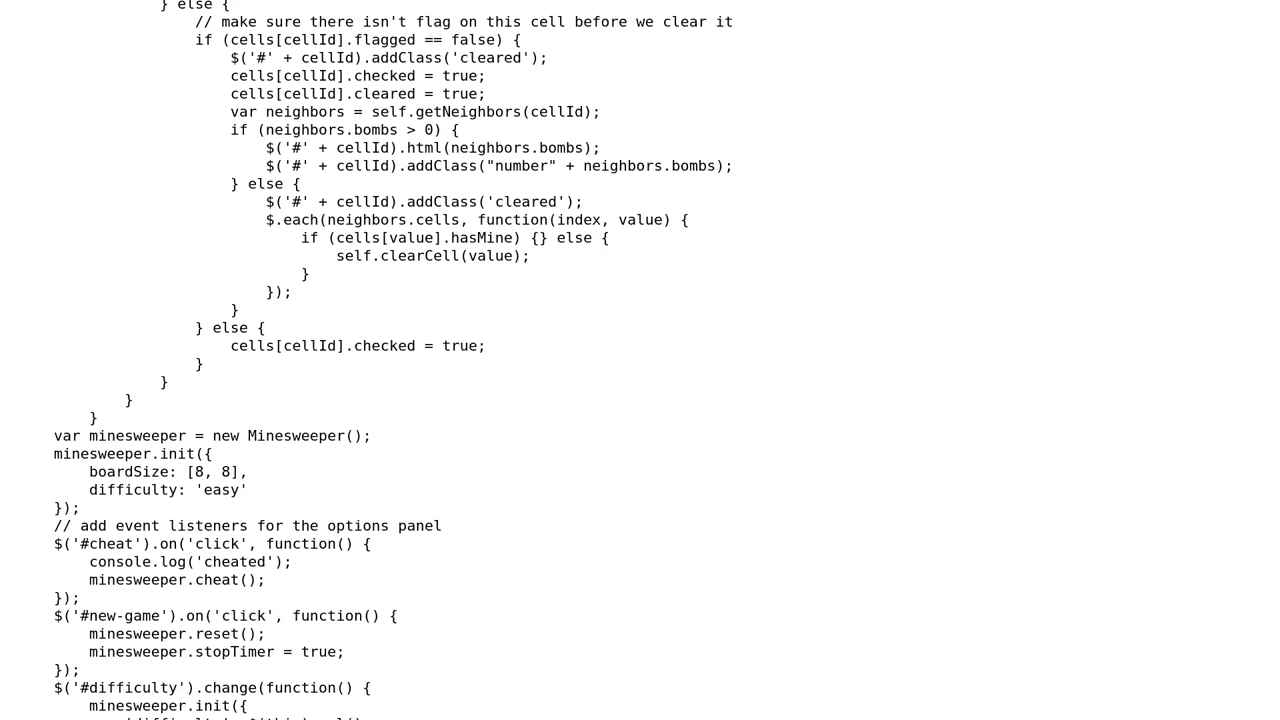 } else {
// make sure there isn't flag on this cell before we clear it
if (cells[cellId].flagged == false) {
$('#' + cellId).addClass('cleared');
cells[cellId].checked = true;
cells[cellId].cleared = true;
var neighbors = self.getNeighbors(cellId);
if (neighbors.bombs > 0) {
$('#' + cellId).html(neighbors.bombs);
$('#' + cellId).addClass("number" + neighbors.bombs);
} else {
$('#' + cellId).addClass('cleared');
$.each(neighbors.cells, function(index, value) {
if (cells[value].hasMine) {} else {
self.clearCell(value);
}
});
}
} else {
cells[cellId].checked = true;
}
}
}
}
var minesweeper = new Minesweeper();
minesweeper.init({
boardSize: [8, 8],
difficulty: 'easy'
});
// add event listeners for the options panel
$('#cheat').on('click', function() {
console.log('cheated');
minesweeper.cheat();
});
$('#new-game').on('click', function() {
minesweeper.reset();
minesweeper.stopTimer = true;
});
$('#difficulty').change(function() {
minesweeper.init({